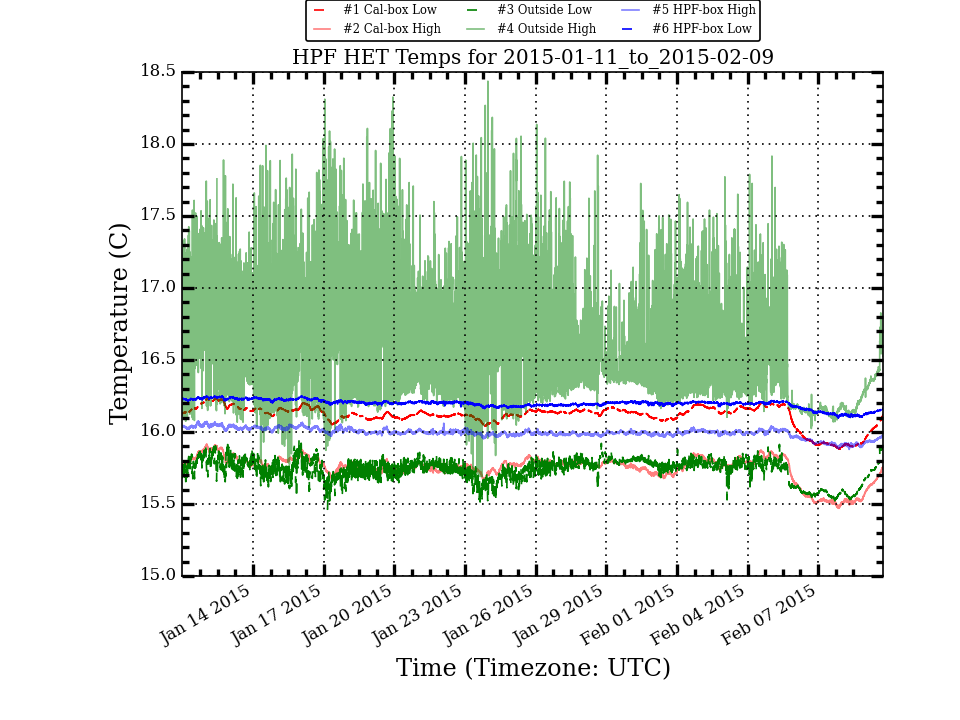 #1 Cal-box Low #3 Outside Low #5 HPF-box High
#2 Cal-box High #4 Outside High #6 HPF-box Low
HPF HET Temps for 2015-01-11_to_2015-02-09
18.5
18.0
17.5
17.0
16.5
16.0
15.5
15.0
Temperature (C)
Jan 14 2015
Jan 17 2015
Jan 20 2015
Jan 23 2015
Jan 26 2015
Jan 29 2015
Feb 01 2015
Feb 04 2015
Feb 07 2015
Time (Timezone: UTC)